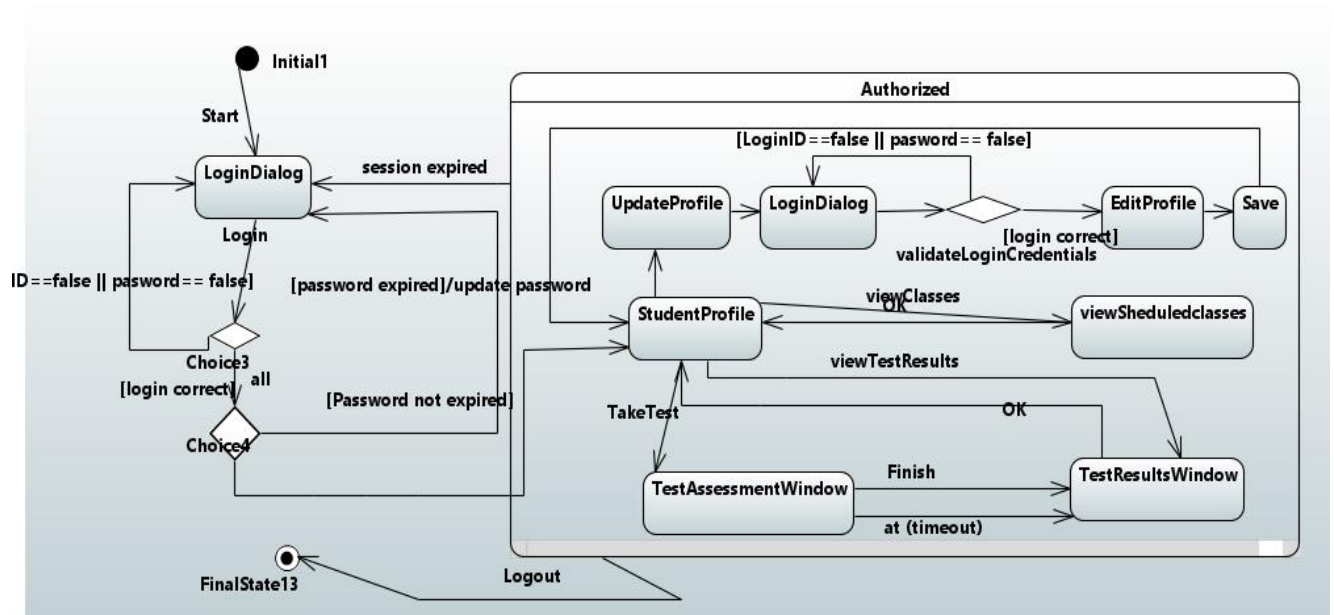 Initial1
Authorized
Start
[LoginID==false || pasword== false]
session expired
LoginDialog
UpdateProfile
LoginDialog
EditProfile
Save
Login
[login correct]
validateLoginCredentials
ID==false || pasword== false]
[password expired]/update password
viewClasses
OK
StudentProfile
viewSheduledclasses
Choice3
viewTestResults
all
[login correct]
[Password not expired]
TakeTest
OK
Choice4
Finish
TestAssessmentWindow
TestResultsWindow
at (timeout)
Logout
FinalState13